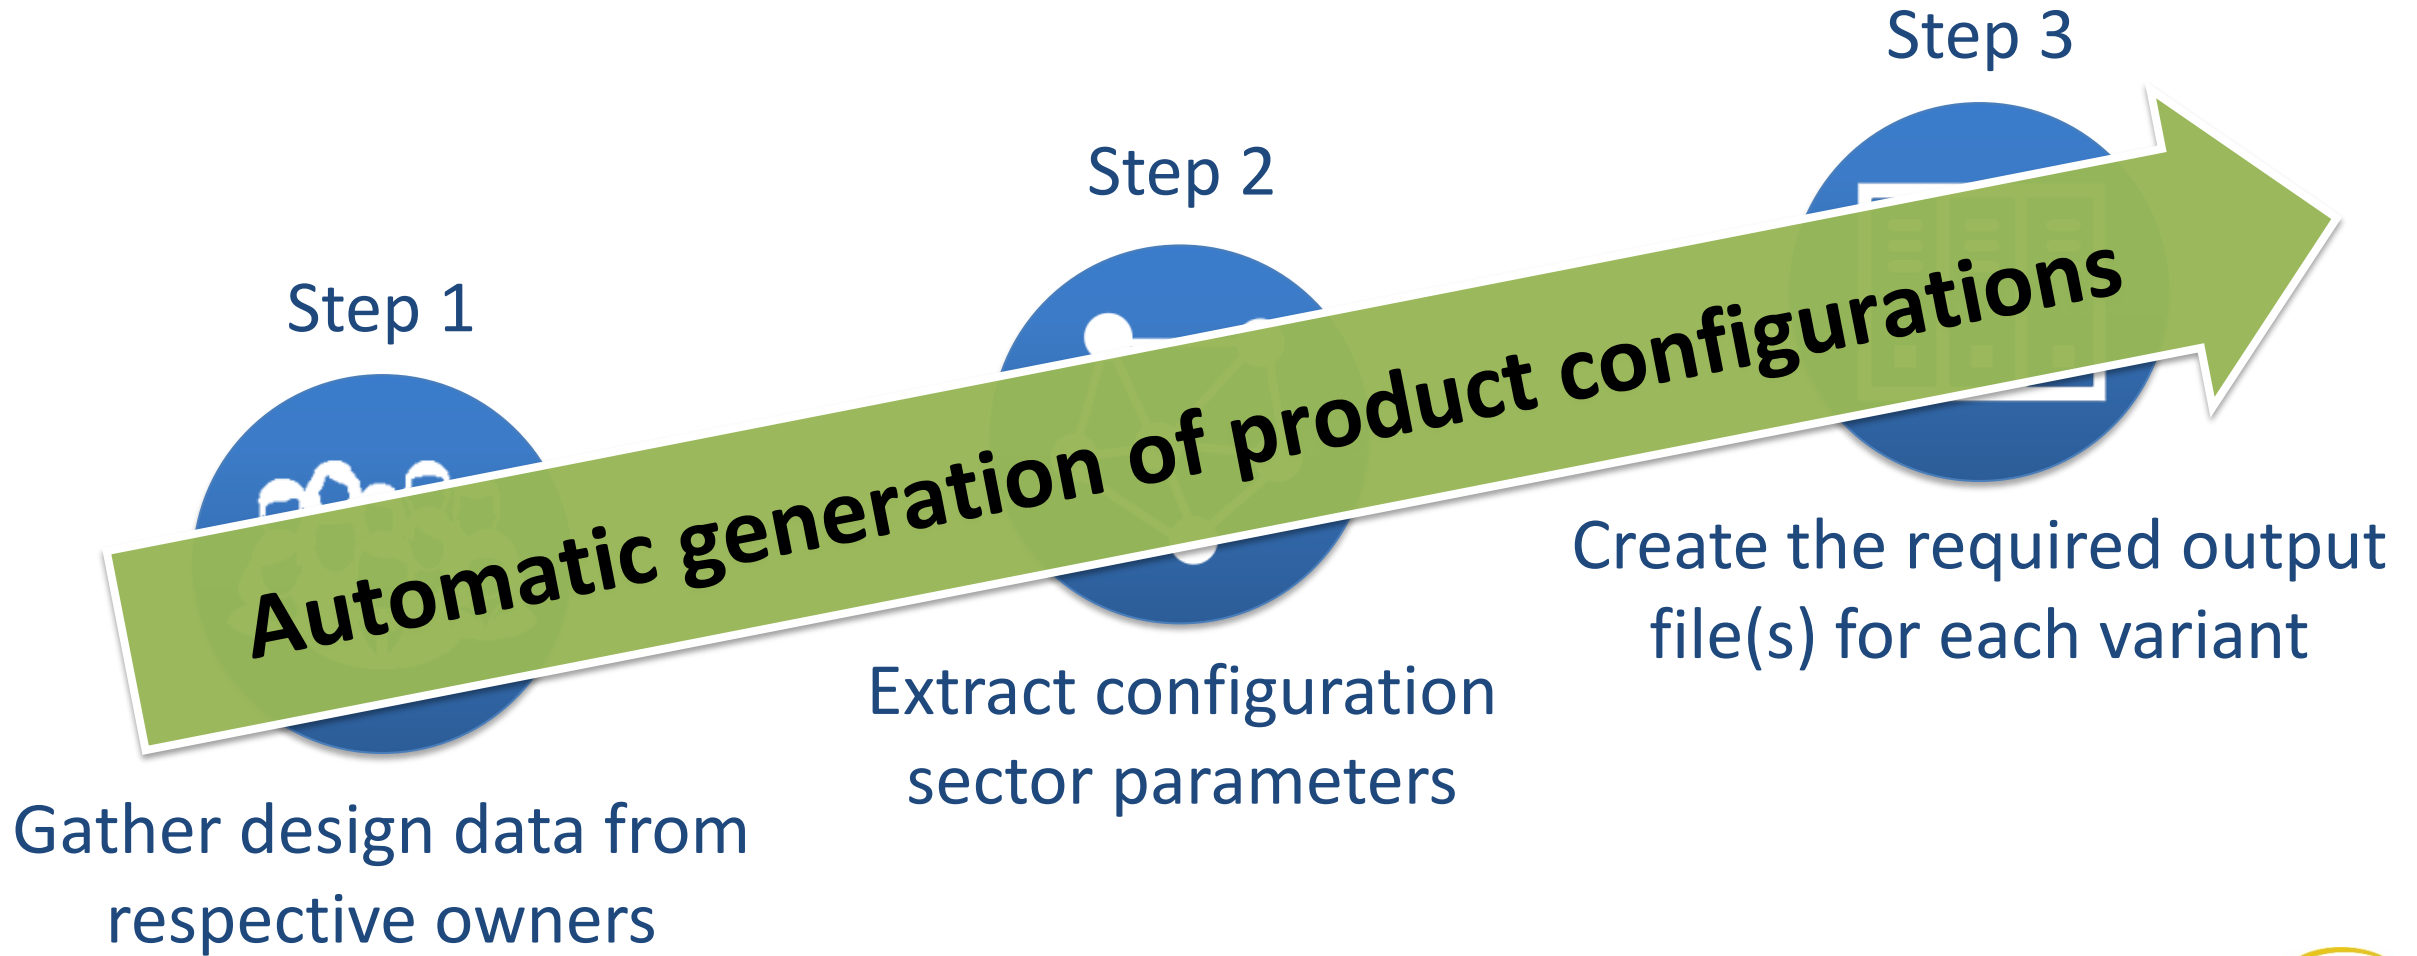 Step 1
Gather design data from
respective owners
Step 2
Extract configuration
sector parameters
Step 3
Create the required output
file(s) for each variant
Automatic generation of product configurations